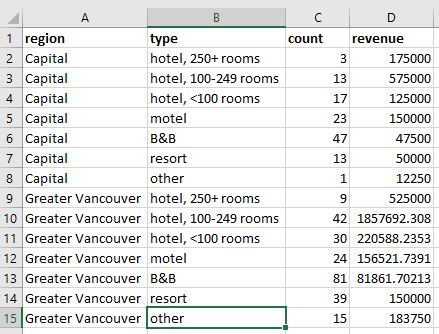 A B C D
1 region type count revenue
2 Capital hotel, 250+ rooms 3 175000
3 Capital hotel, 100-249 rooms 13 575000
4 Capital hotel, <100 rooms 17 125000
5 Capital motel 23 150000
6 Capital B&B 47 47500
7 Capital resort 13 50000
8 Capital other 1 12250
9 Greater Vancouver hotel, 250+ rooms 9 525000
10 Greater Vancouver hotel, 100-249 rooms 42 1857692.308
11 Greater Vancouver hotel, <100 rooms 30 220588.2353
12 Greater Vancouver motel 24 156521.7391
13 Greater Vancouver B&B 81 81861.70213
14 Greater Vancouver resort 39 150000
15 Greater Vancouver other 15 183750